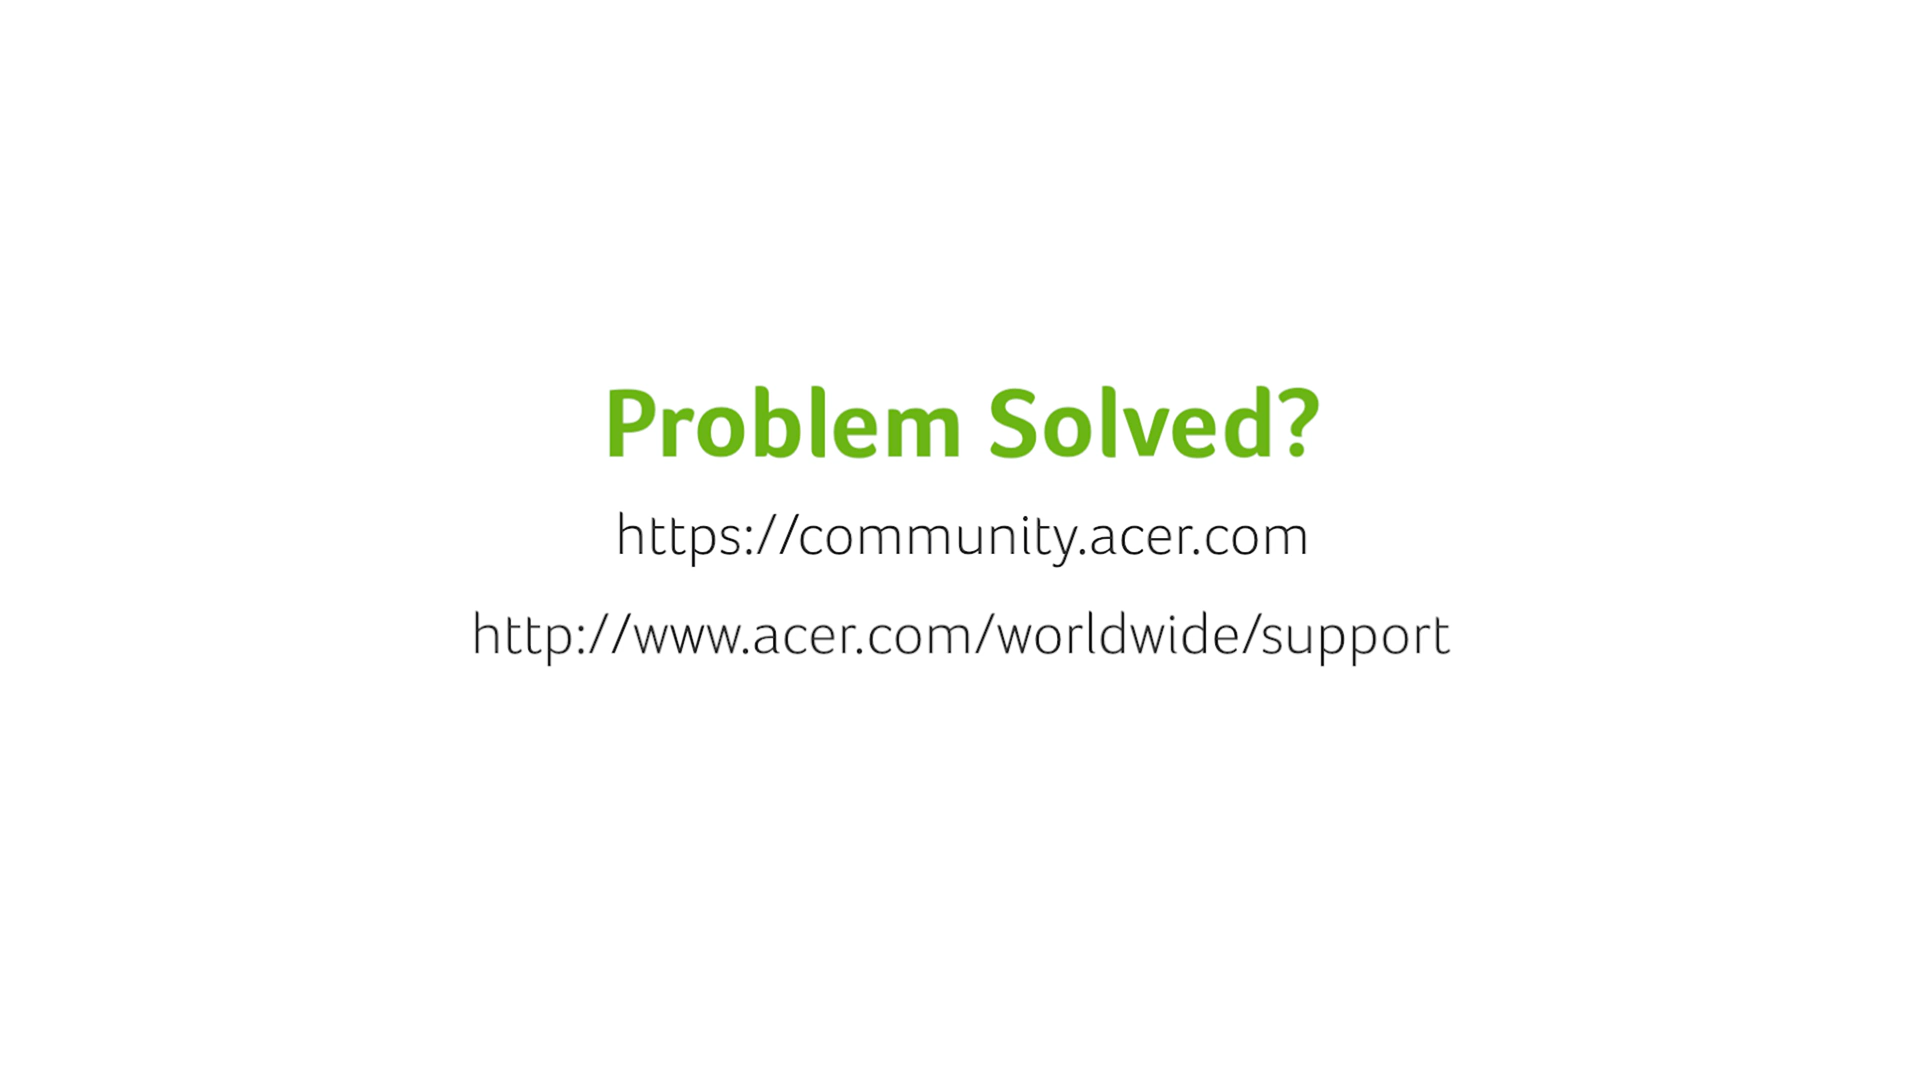 Problem Solved?
https://community.acer.com
http://www.acer.com/worldwide/support